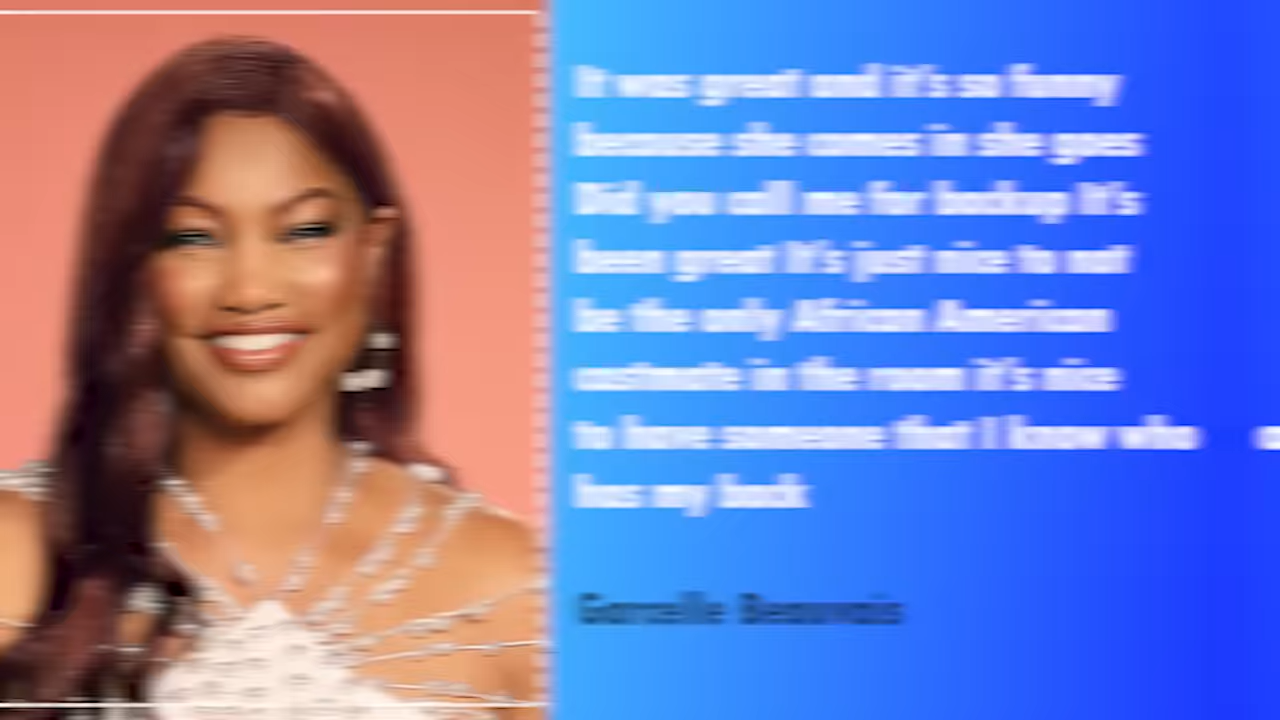 It was great and it's so funny
because she comes in she goes
Did you call me for backup It's
been great It's just nice to not
be the only African American
castmate in the room it's nice
to have someone that I know who
has my back
Garcelle Beauvais